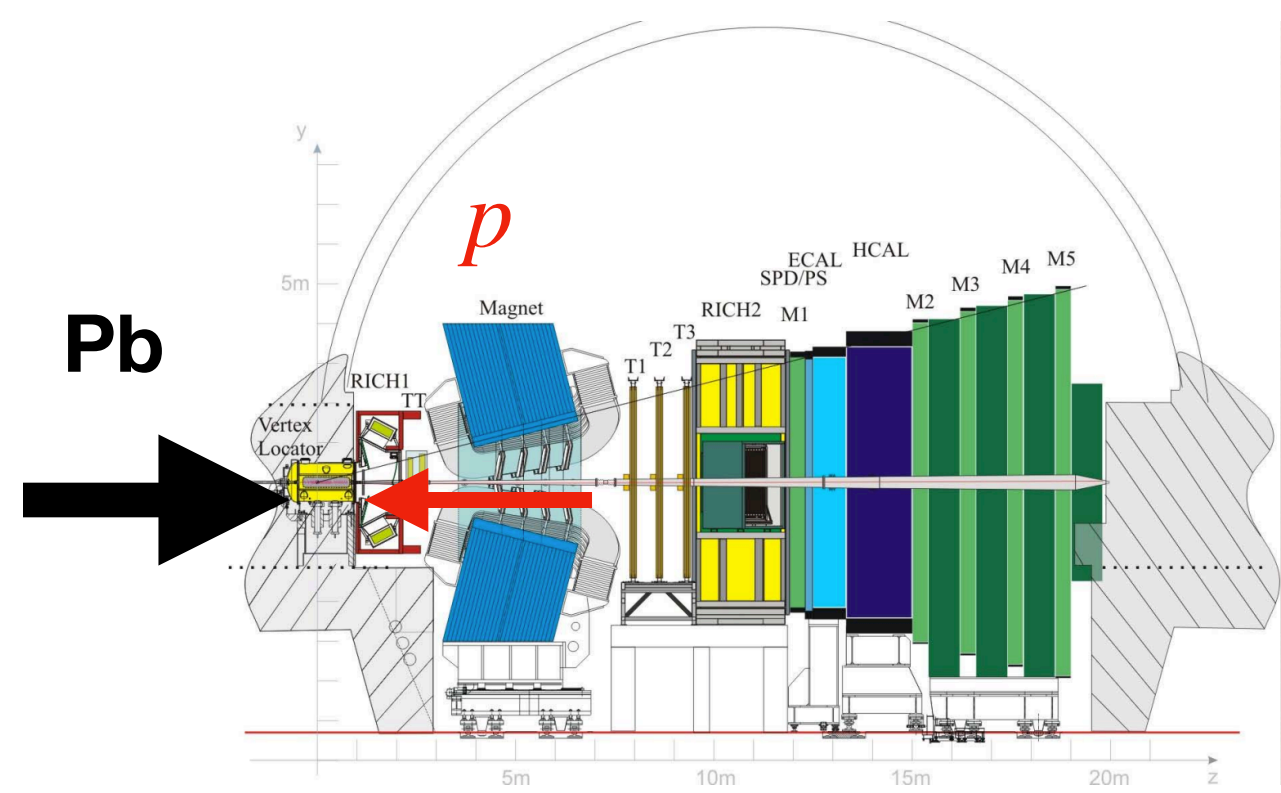 y
p
5m
HCAL
ECAL
SPD/PS
M5
M4
M3
M2
M1
RICH2
Magnet
T3
T2
T1
Pb
RICH1
TT
Vertex
Locator
5m
10m
15m
20m
z